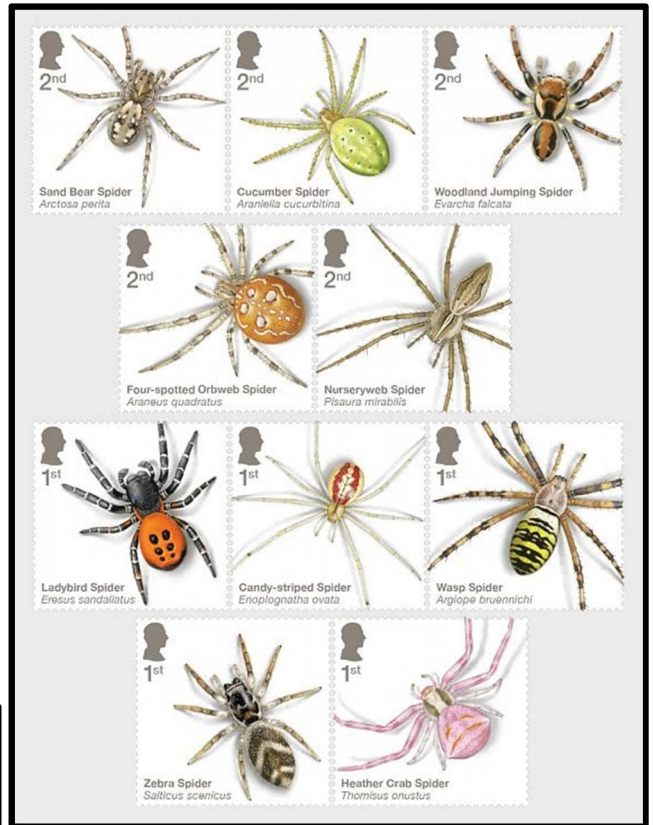 2nd
Sand Bear Spider
Arctosa perita
2nd
Cucumber Spider
Araniella cucurbitina
2nd
Woodland Jumping Spider
Evarcha falcata
2nd
Four-spotted Orbweb Spider
Araneus quadratus
2nd
Nurseryweb Spider
Pisaura mirabilis
1st
Ladybird Spider
Eresus sandaliatus
1st
Candy-striped Spider
Enoplognatha ovata
1st
Wasp Spider
Argiope bruennichi
1st
Zebra Spider
Salticus scenicus
1st
Heather Crab Spider
Thomisus onustus